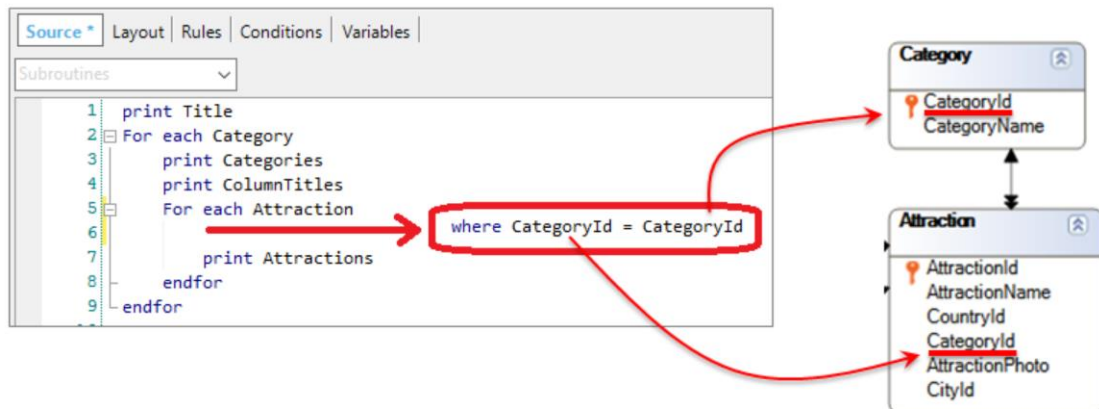 Source * Layout Rules Conditions Variables
Subroutines
1 print Title
2 For each Category
3 print Categories
4 print ColumnTitles
5 For each Attraction
6 where CategoryId = CategoryId
7 print Attractions
8 endfor
9 endfor
Category
CategoryId
CategoryName
Attraction
AttractionId
AttractionName
CountryId
CategoryId
AttractionPhoto
CityId